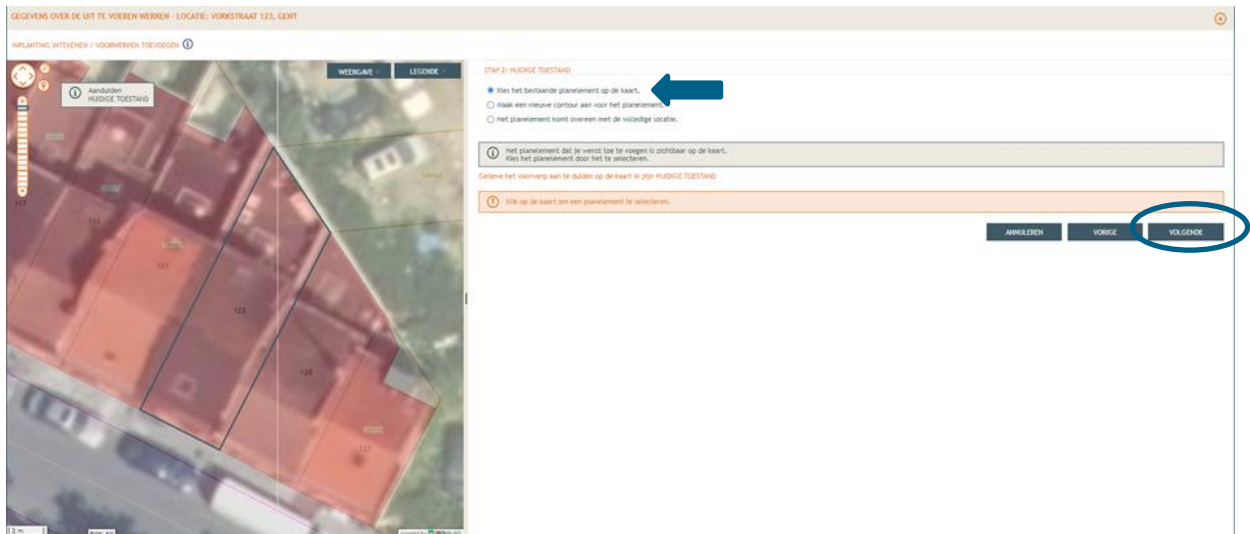 GEGEVENS OVER DE UIT TE VOEREN WERKEN - LOCATIE: VORKSTRAAT 123, GENT
INPLANTING INTEKENEN / VOORWERPEN TOEVOEGEN
WEERGAVE
LEGENDE
Aanduiden
HUIDIGE TOESTAND
117
113
121
123
127
2 m
STAP 2: HUIDIGE TOESTAND
Kies het bestaande planelement op de kaart.
Maak een nieuwe contour aan voor het planelement.
Het planelement komt overeen met de volledige locatie.
Het planelement dat je wenst toe te voegen is zichtbaar op de kaart.
Kies het planelement door het te selecteren.
Gelieve het voorwerp aan te duiden op de kaart in zijn HUIDIGE TOESTAND
Klik op de kaart om een planelement te selecteren.
ANNULEREN
VORIGE
VOLGENDE